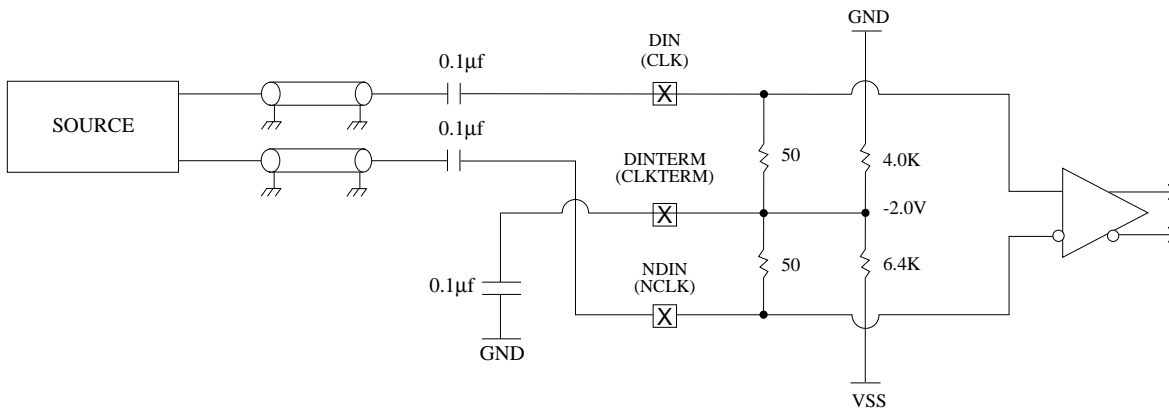 GND
DIN
(CLK)
0.1µf
SOURCE
0.1µf
50
4.0K
DINTERM
(CLKTERM)
-2.0V
X
X
50
6.4K
NDIN
(NCLK)
0.1µf
X
GND
VSS